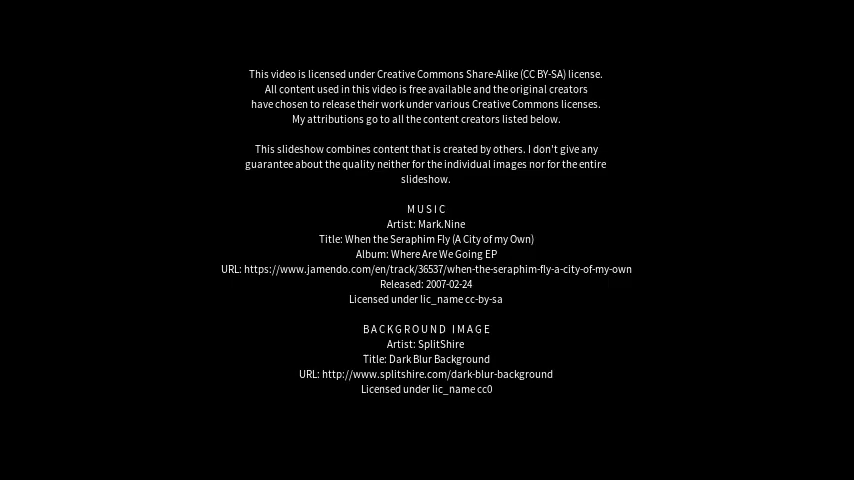 This video is licensed under Creative Commons Share-Alike (CC BY-SA) license.
All content used in this video is free available and the original creators
have chosen to release their work under various Creative Commons licenses.
My attributions go to all the content creators listed below.
This slideshow combines content that is created by others. I don't give any
guarantee about the quality neither for the individual images nor for the entire
slideshow.
MUSIC
Artist: Mark.Nine
Title: When the Seraphim Fly (A City of my Own)
Album: Where Are We Going EP
URL: https://www.jamendo.com/en/track/36537/when-the-seraphim-fly-a-city-of-my-own
Released: 2007-02-24
Licensed under lic_name cc-by-sa
BACKGROUND IMAGE
Artist: SplitShire
Title: Dark Blur Background
URL: http://www.splitshire.com/dark-blur-background
Licensed under lic_name cc0